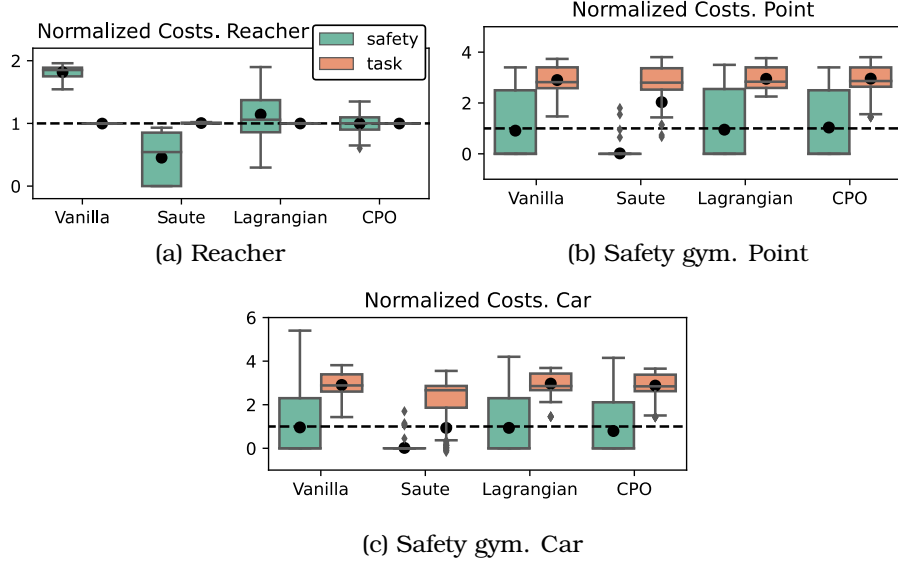 Normalized Costs. Reacher
safety
task
2
1
0
Vanilla Saute Lagrangian CPO
(a) Reacher
Normalized Costs. Point
4
2
0
Vanilla Saute Lagrangian CPO
(b) Safety gym. Point
Normalized Costs. Car
6
4
2
0
Vanilla Saute Lagrangian CPO
(c) Safety gym. Car